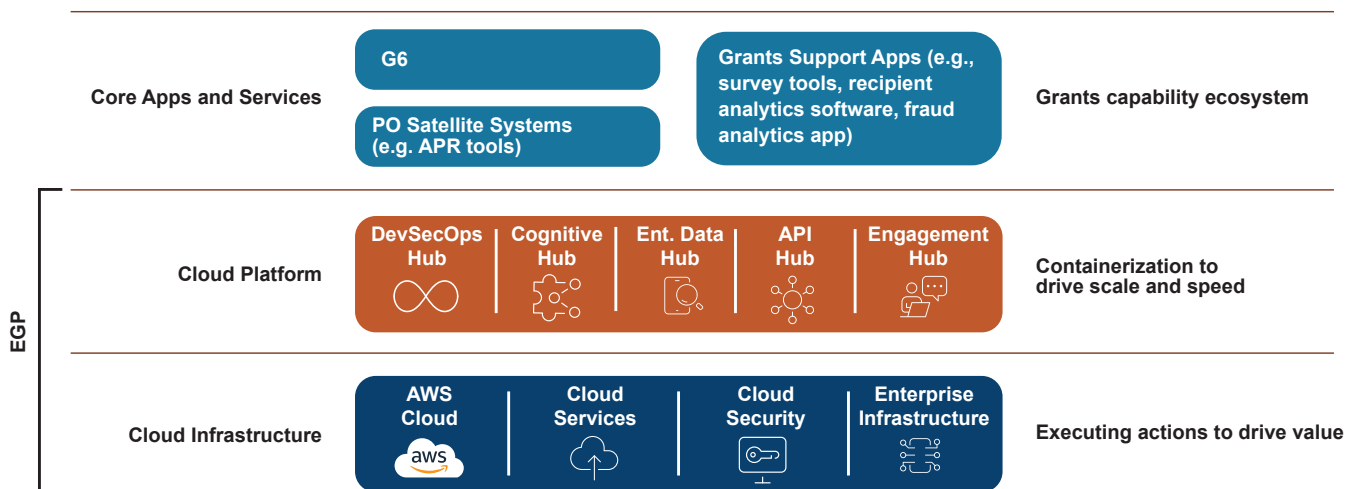 Core Apps and Services
G6
PO Satellite Systems
(e.g. APR tools)
Grants Support Apps (e.g.,
survey tools, recipient
analytics software, fraud
analytics app)
Grants capability ecosystem
EGP
Cloud Platform
DevSecOps
Hub
Cognitive
Hub
Ent. Data
Hub
API
Hub
Engagement
Hub
Containerization to
drive scale and speed
Cloud Infrastructure
AWS
Cloud
aws
Cloud
Services
Cloud
Security
Enterprise
Infrastructure
Executing actions to drive value